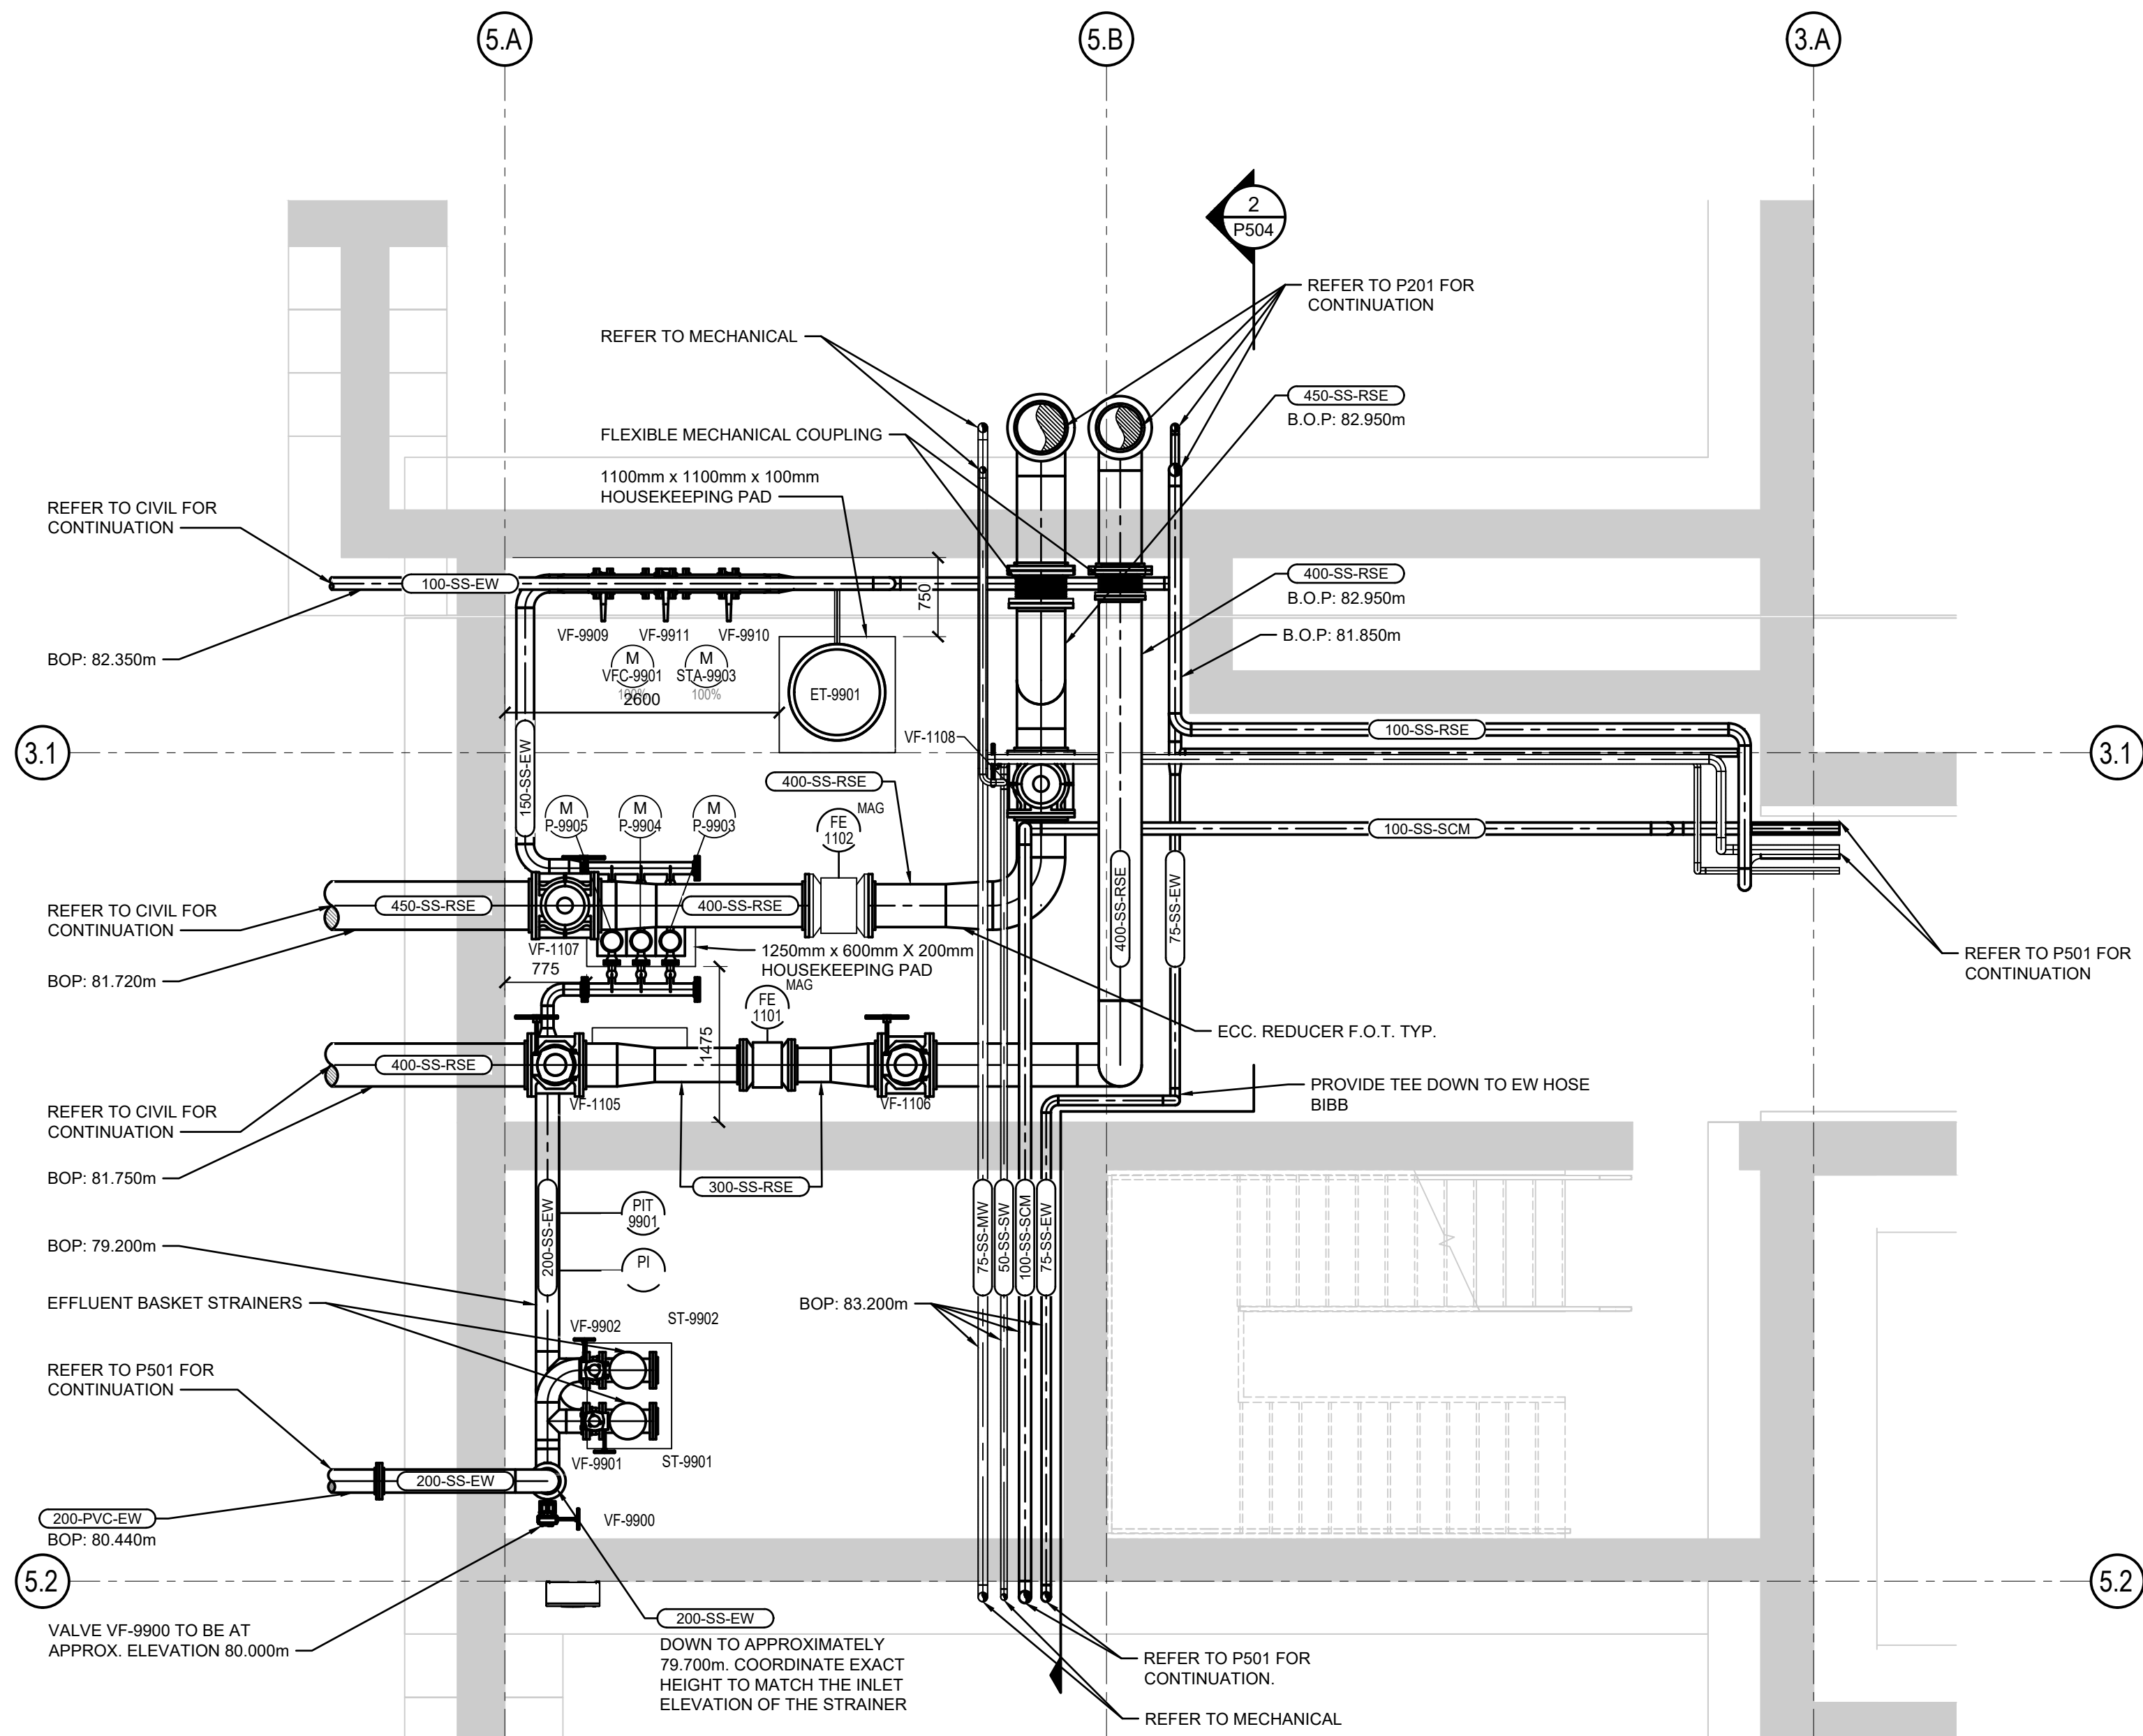 5.A
5.B
3.A
2
P504
REFER TO P201 FOR
CONTINUATION
REFER TO MECHANICAL
450-SS-RSE
B.O.P: 82.950m
FLEXIBLE MECHANICAL COUPLING
1100mm x 1100mm x 100mm
HOUSEKEEPING PAD
REFER TO CIVIL FOR
CONTINUATION
100-SS-EW
750
400-SS-RSE
B.O.P: 82.950m
VF-9909
VF-9911
VF-9910
B.O.P: 81.850m
BOP: 82.350m
M
VFC-9901
100%
M
STA-9903
100%
2600
ET-9901
3.1
VF-1108
100-SS-RSE
3.1
150-SS-EW
400-SS-RSE
M
P-9905
M
P-9904
M
P-9903
FE
1102
MAG
100-SS-SCM
REFER TO CIVIL FOR
CONTINUATION
450-SS-RSE
400-SS-RSE
400-SS-RSE
75-SS-EW
VF-1107
1250mm x 600mm X 200mm
HOUSEKEEPING PAD
REFER TO P501 FOR
CONTINUATION
BOP: 81.720m
775
MAG
FE
1101
1475
ECC. REDUCER F.O.T. TYP.
400-SS-RSE
PROVIDE TEE DOWN TO EW HOSE
BIBB
REFER TO CIVIL FOR
CONTINUATION
VF-1105
VF-1106
BOP: 81.750m
300-SS-RSE
200-SS-EW
PIT
9901
75-SS-MW
50-SS-SW
100-SS-SCM
75-SS-EW
BOP: 79.200m
PI
EFFLUENT BASKET STRAINERS
BOP: 83.200m
VF-9902
ST-9902
REFER TO P501 FOR
CONTINUATION
VF-9901
ST-9901
200-SS-EW
200-PVC-EW
BOP: 80.440m
VF-9900
5.2
5.2
VALVE VF-9900 TO BE AT
APPROX. ELEVATION 80.000m
200-SS-EW
DOWN TO APPROXIMATELY
79.700m. COORDINATE EXACT
HEIGHT TO MATCH THE INLET
ELEVATION OF THE STRAINER
REFER TO P501 FOR
CONTINUATION.
REFER TO MECHANICAL